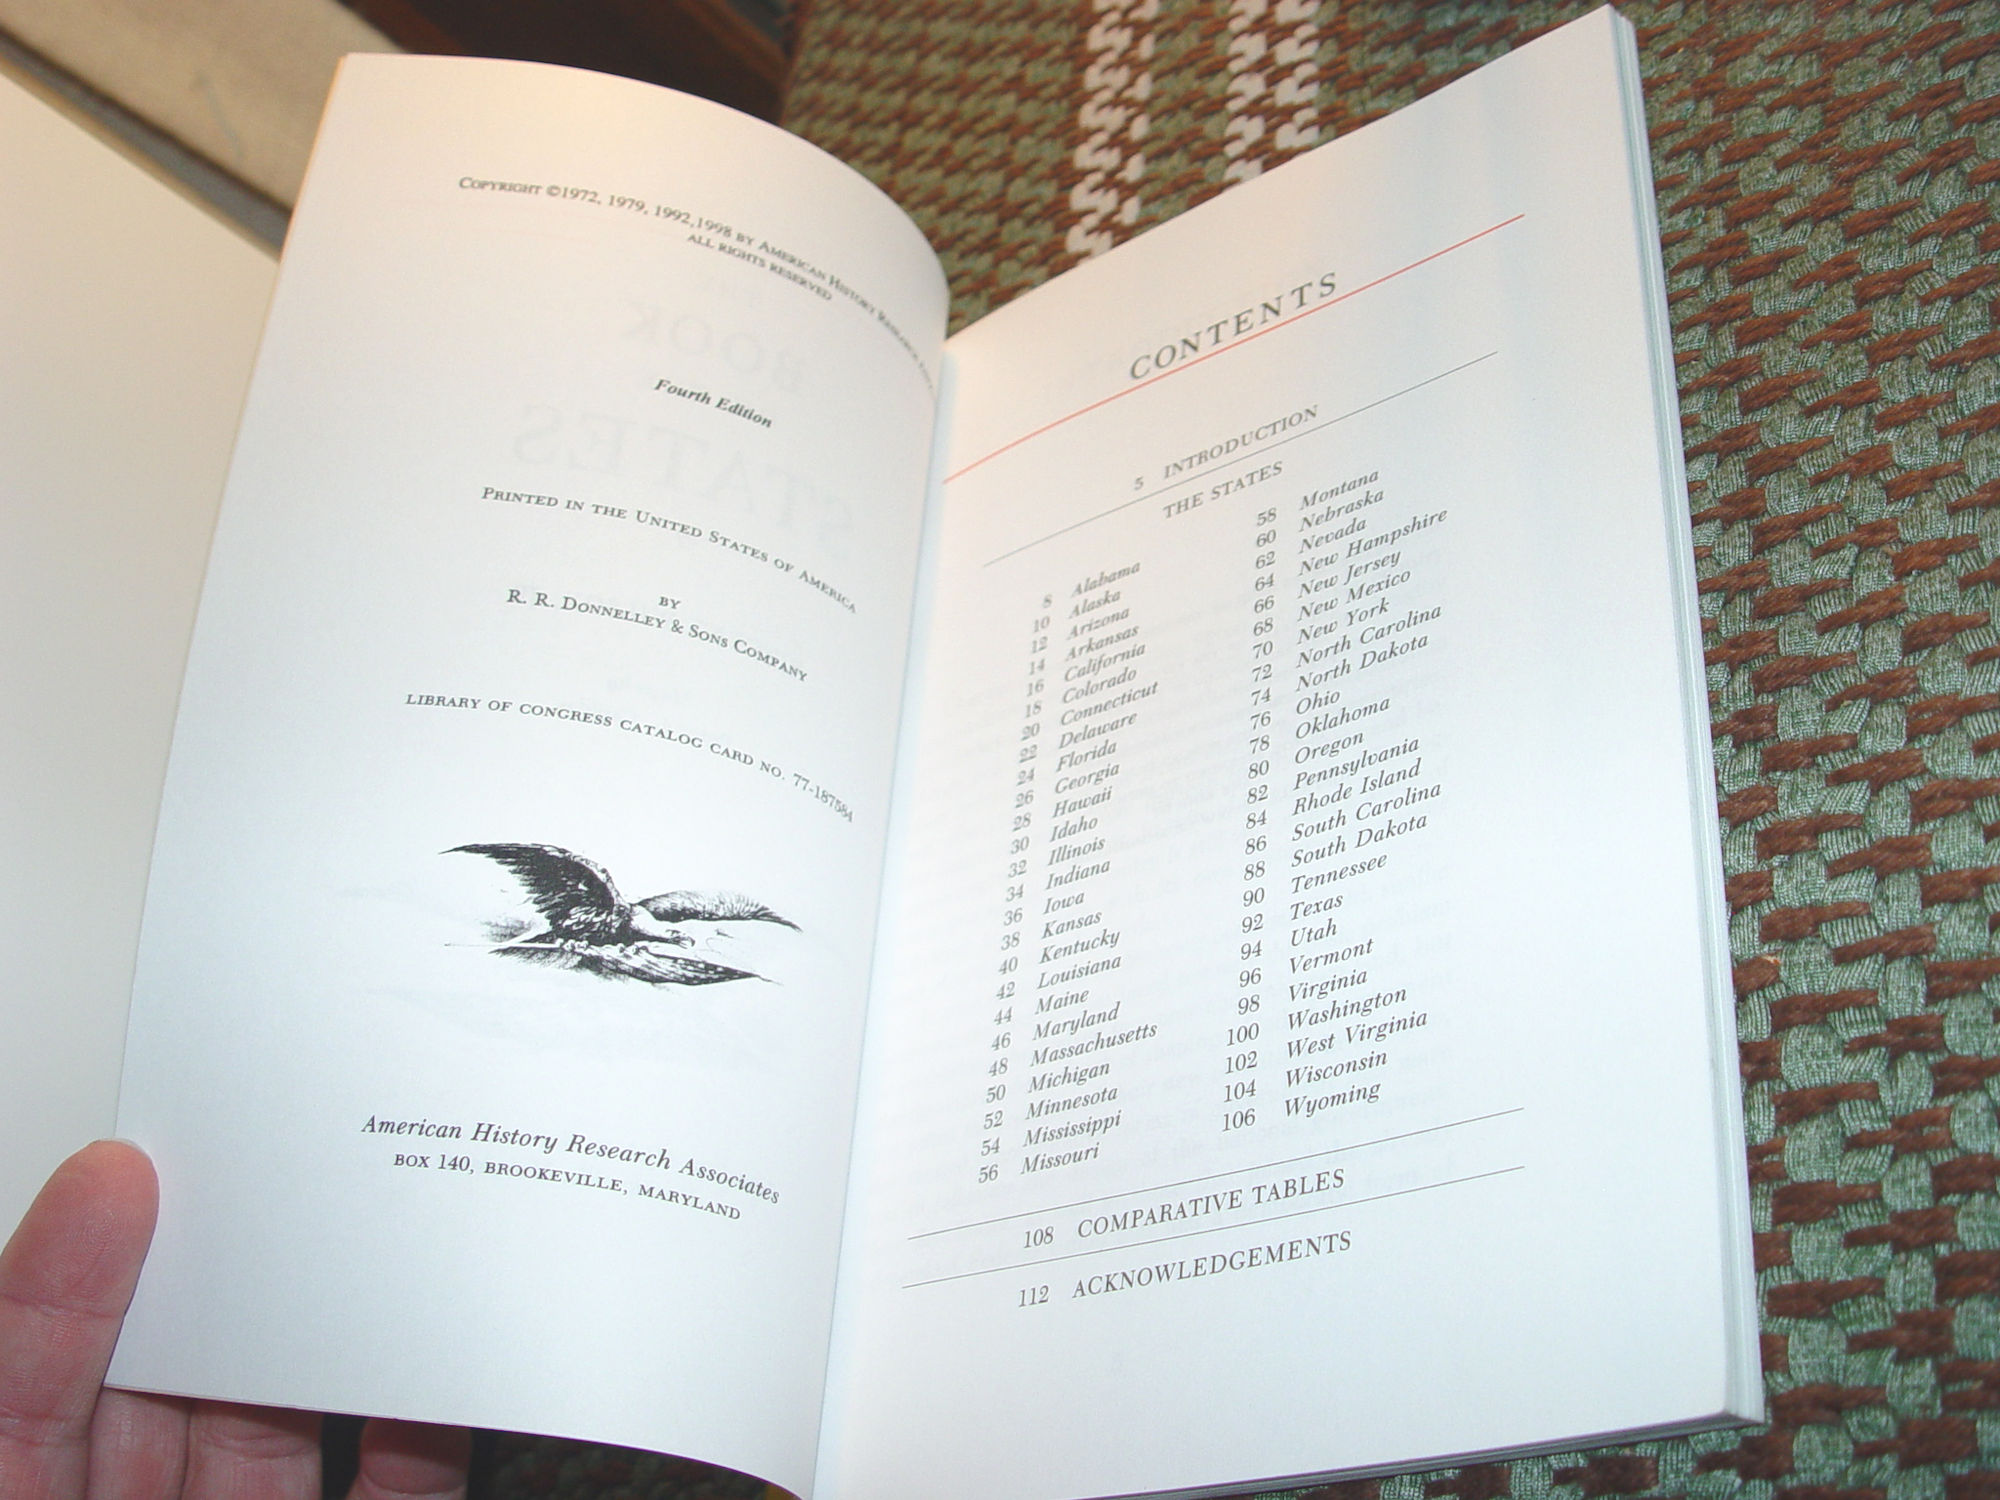 COPYRIGHT ©1972, 1979, 1992,1998 BY AMERICAN HISTORY RESEARCH
ALL RIGHTS RESERVED
Fourth Edition
PRINTED IN THE UNITED STATES OF AMERICA
BY
R. R. DONNELLEY & SONS COMPANY
LIBRARY OF CONGRESS CATALOG CARD NO. 77-187584
American History Research Associates
BOX 140, BROOKEVILLE, MARYLAND
CONTENTS
5 INTRODUCTION
THE STATES
8 Alabama
10 Alaska
12 Arizona
14 Arkansas
16 California
18 Colorado
20 Connecticut
22 Delaware
24 Florida
26 Georgia
28 Hawaii
30 Idaho
32 Illinois
34 Indiana
36 Iowa
38 Kansas
40 Kentucky
42 Louisiana
44 Maine
46 Maryland
48 Massachusetts
50 Michigan
52 Minnesota
54 Mississippi
56 Missouri
58 Montana
60 Nebraska
62 Nevada
64 New Hampshire
66 New Jersey
68 New Mexico
70 New York
72 North Carolina
74 North Dakota
76 Ohio
78 Oklahoma
80 Oregon
82 Pennsylvania
84 Rhode Island
86 South Carolina
88 South Dakota
90 Tennessee
92 Texas
94 Utah
96 Vermont
98 Virginia
100 Washington
102 West Virginia
104 Wisconsin
106 Wyoming
108 COMPARATIVE TABLES
112 ACKNOWLEDGEMENTS